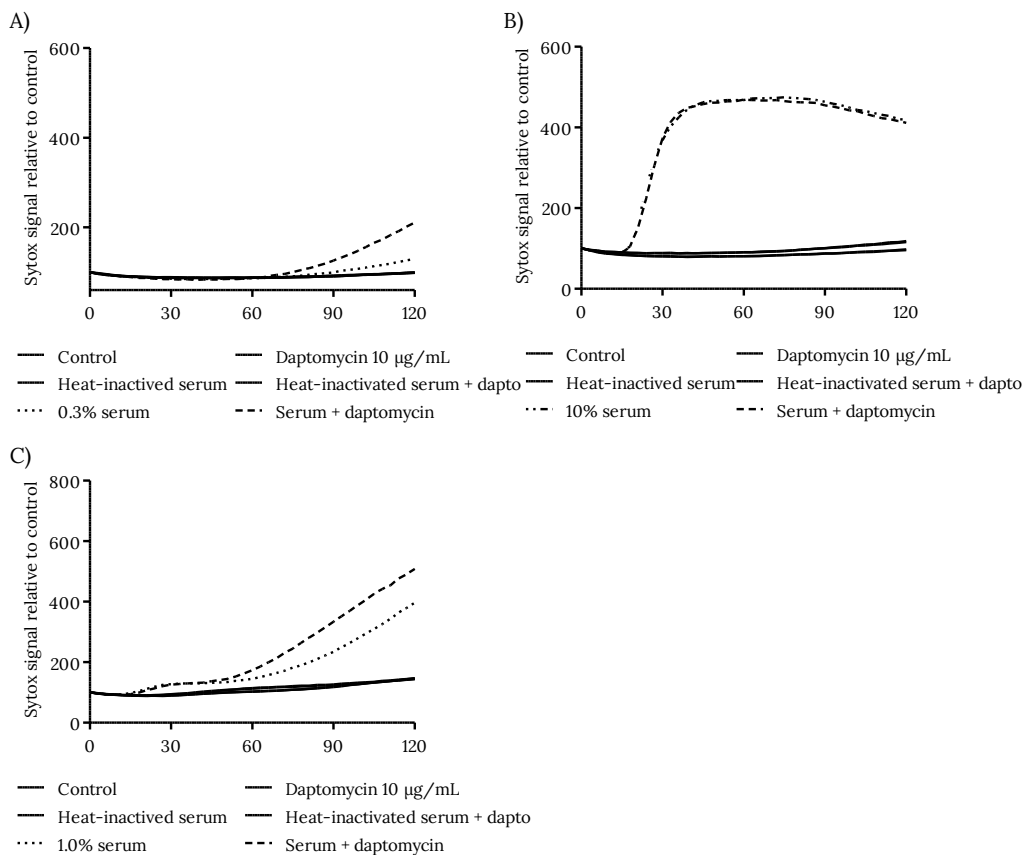 A)
Sytox signal relative to control
600
400
200
0 30 60 90 120
Control Daptomycin 10 µg/mL
Heat-inactived serum Heat-inactivated serum + dapto
0.3% serum Serum + daptomycin
B)
Sytox signal relative to control
600
400
200
0
0 30 60 90 120
Control Daptomycin 10 µg/mL
Heat-inactived serum Heat-inactivated serum + dapto
10% serum Serum + daptomycin
C)
Sytox signal relative to control
800
600
400
200
0
0 30 60 90 120
Control Daptomycin 10 µg/mL
Heat-inactived serum Heat-inactivated serum + dapto
1.0% serum Serum + daptomycin